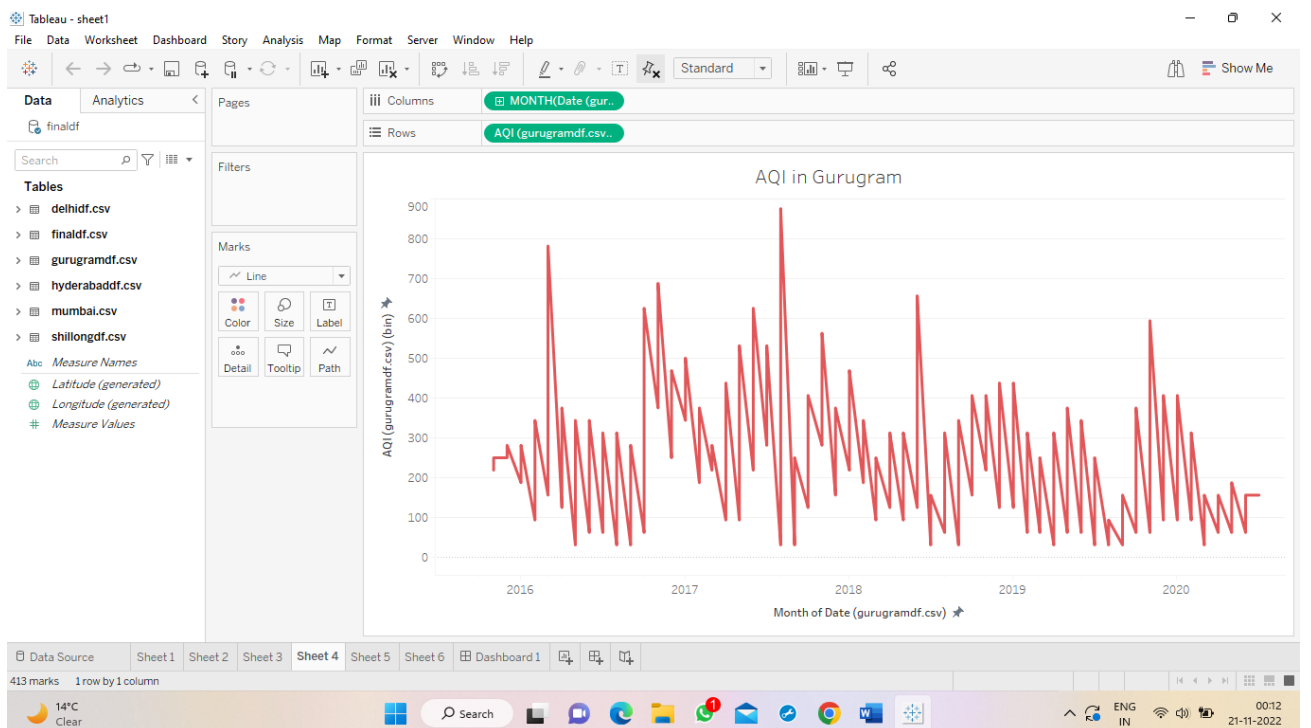 Tableau - sheet1
File Data Worksheet Dashboard Story Analysis Map Format Server Window Help
Standard
Show Me
Data Analytics
finaldf
Search
Tables
delhidf.csv
finaldf.csv
gurugramdf.csv
hyderabaddf.csv
mumbai.csv
shillongdf.csv
Abc Measure Names
Latitude (generated)
Longitude (generated)
# Measure Values
Pages
Filters
Marks
Line
Color Size Label
Detail Tooltip Path
Columns MONTH(Date (gur..
Rows AQI (gurugramdf.csv..
AQI in Gurugram
AQI (gurugramdf.csv) (bin)
900
800
700
600
500
400
300
200
100
0
2016 2017 2018 2019 2020
Month of Date (gurugramdf.csv)
Data Source Sheet 1 Sheet 2 Sheet 3 Sheet 4 Sheet 5 Sheet 6 Dashboard 1
413 marks 1 row by 1 column
14°C
Clear
Search
1
ENG
IN
00:12
21-11-2022